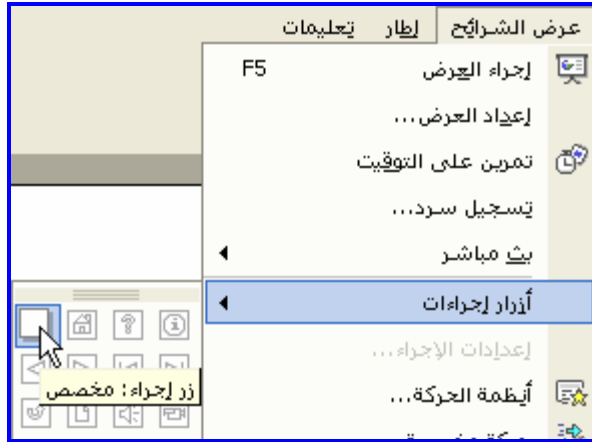 عرض الشرائح إطار تعليمات
إجراء العرض F5
إعداد العرض...
تمرين على التوقيت
تسجيل سرد...
بث مباشر
أزرار إجراءات
إعدادات الإجراء...
زر إجراء: مخصص
أنظمة الحركة...